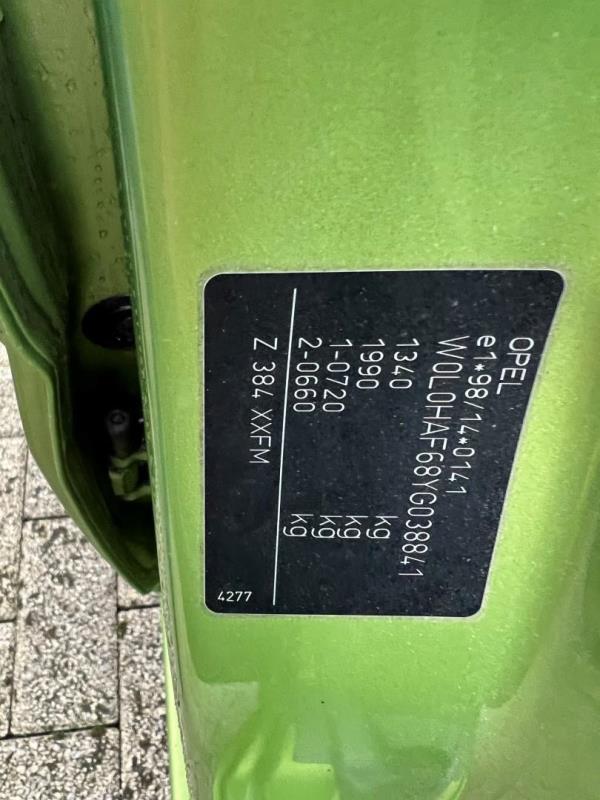 OPEL
e1*98/14*0141
W0L0HAF68YG038841
1340 kg
1990 kg
1-0720 kg
2-0660 kg
Z 384 XXFM
4277